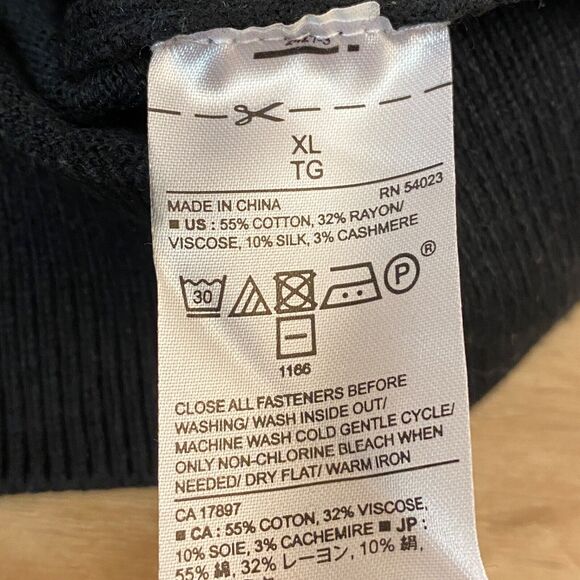 XL
TG
MADE IN CHINA RN 54023
■ US : 55% COTTON, 32% RAYON/
VISCOSE, 10% SILK, 3% CASHMERE
30 P ®
1166
CLOSE ALL FASTENERS BEFORE
WASHING/ WASH INSIDE OUT/
MACHINE WASH COLD GENTLE CYCLE/
ONLY NON-CHLORINE BLEACH WHEN
NEEDED/ DRY FLAT/ WARM IRON
CA 17897
■ CA : 55% COTON, 32% VISCOSE,
10% SOIE, 3% CACHEMIRE ■ JP :
55% 綿, 32% レーヨン, 10% 絹,